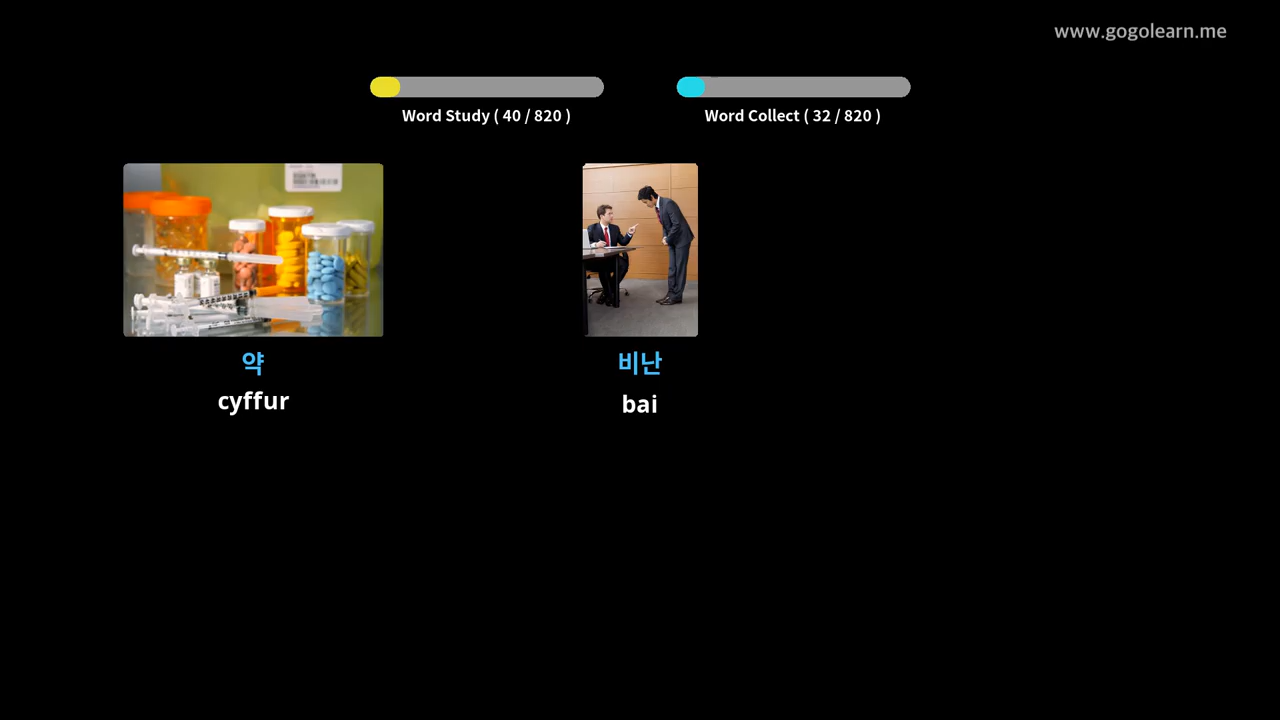 www.gogolearn.me
Word Study ( 40 / 820 )
Word Collect ( 32 / 820 )
약
cyffur
비난
bai